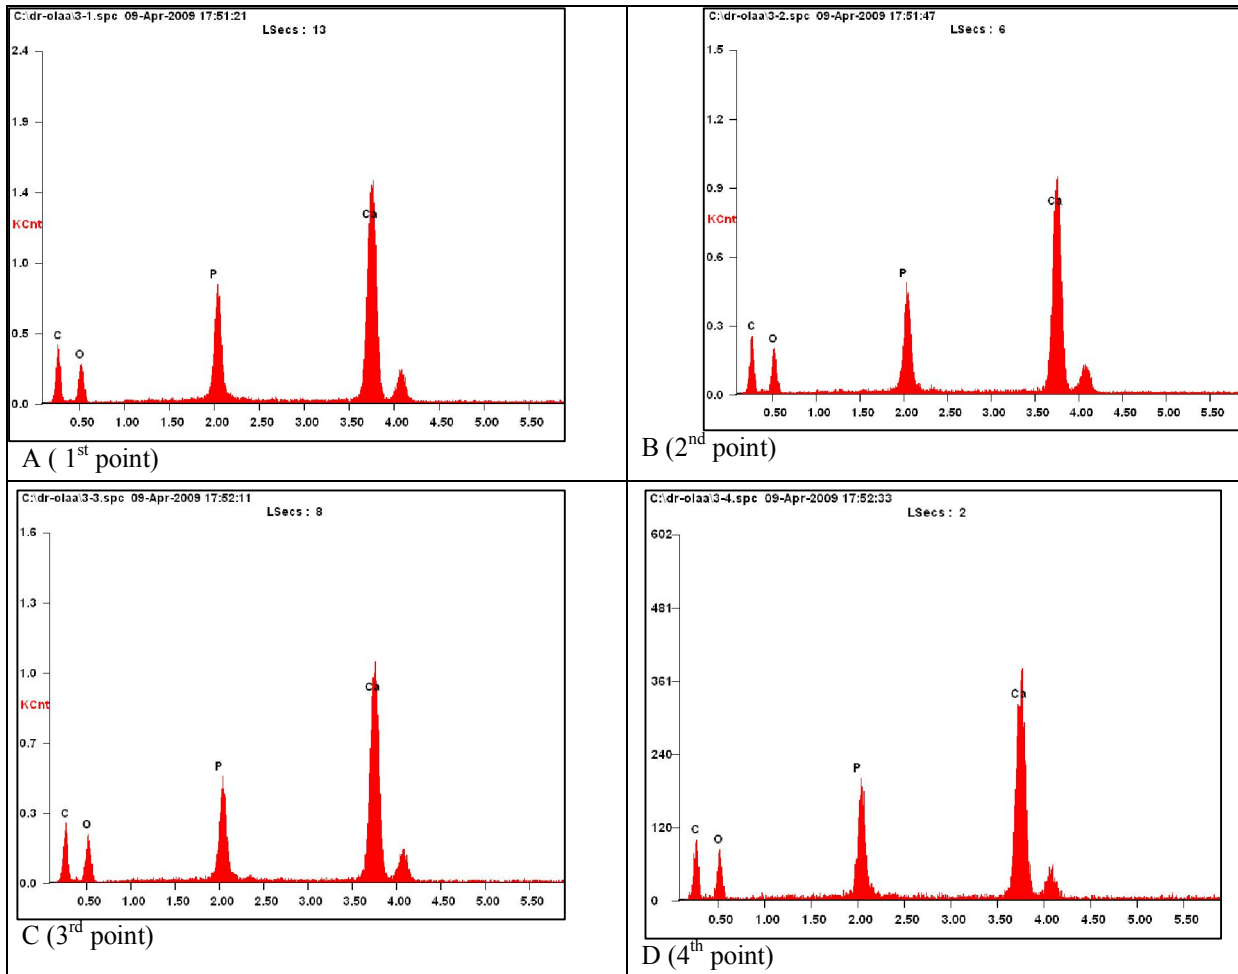 C:\dr-olaa\3-1.spc 09-Apr-2009 17:51:21
LSecs : 13
2.4
1.9
1.4
KCnt
1.0
0.5
0.0
C
O
P
Ca
0.50 1.00 1.50 2.00 2.50 3.00 3.50 4.00 4.50 5.00 5.50
A ( 1st point)
C:\dr-olaa\3-2.spc 09-Apr-2009 17:51:47
LSecs : 6
1.5
1.2
0.9
KCnt
0.6
0.3
0.0
C
O
P
Ca
0.50 1.00 1.50 2.00 2.50 3.00 3.50 4.00 4.50 5.00 5.50
B (2nd point)
C:\dr-olaa\3-3.spc 09-Apr-2009 17:52:11
LSecs : 8
1.6
1.3
1.0
KCnt
0.7
0.3
0.0
C
O
P
Ca
0.50 1.00 1.50 2.00 2.50 3.00 3.50 4.00 4.50 5.00 5.50
C (3rd point)
C:\dr-olaa\3-4.spc 09-Apr-2009 17:52:33
LSecs : 2
602
481
361
240
120
0
C
O
P
Ca
0.50 1.00 1.50 2.00 2.50 3.00 3.50 4.00 4.50 5.00 5.50
D (4th point)